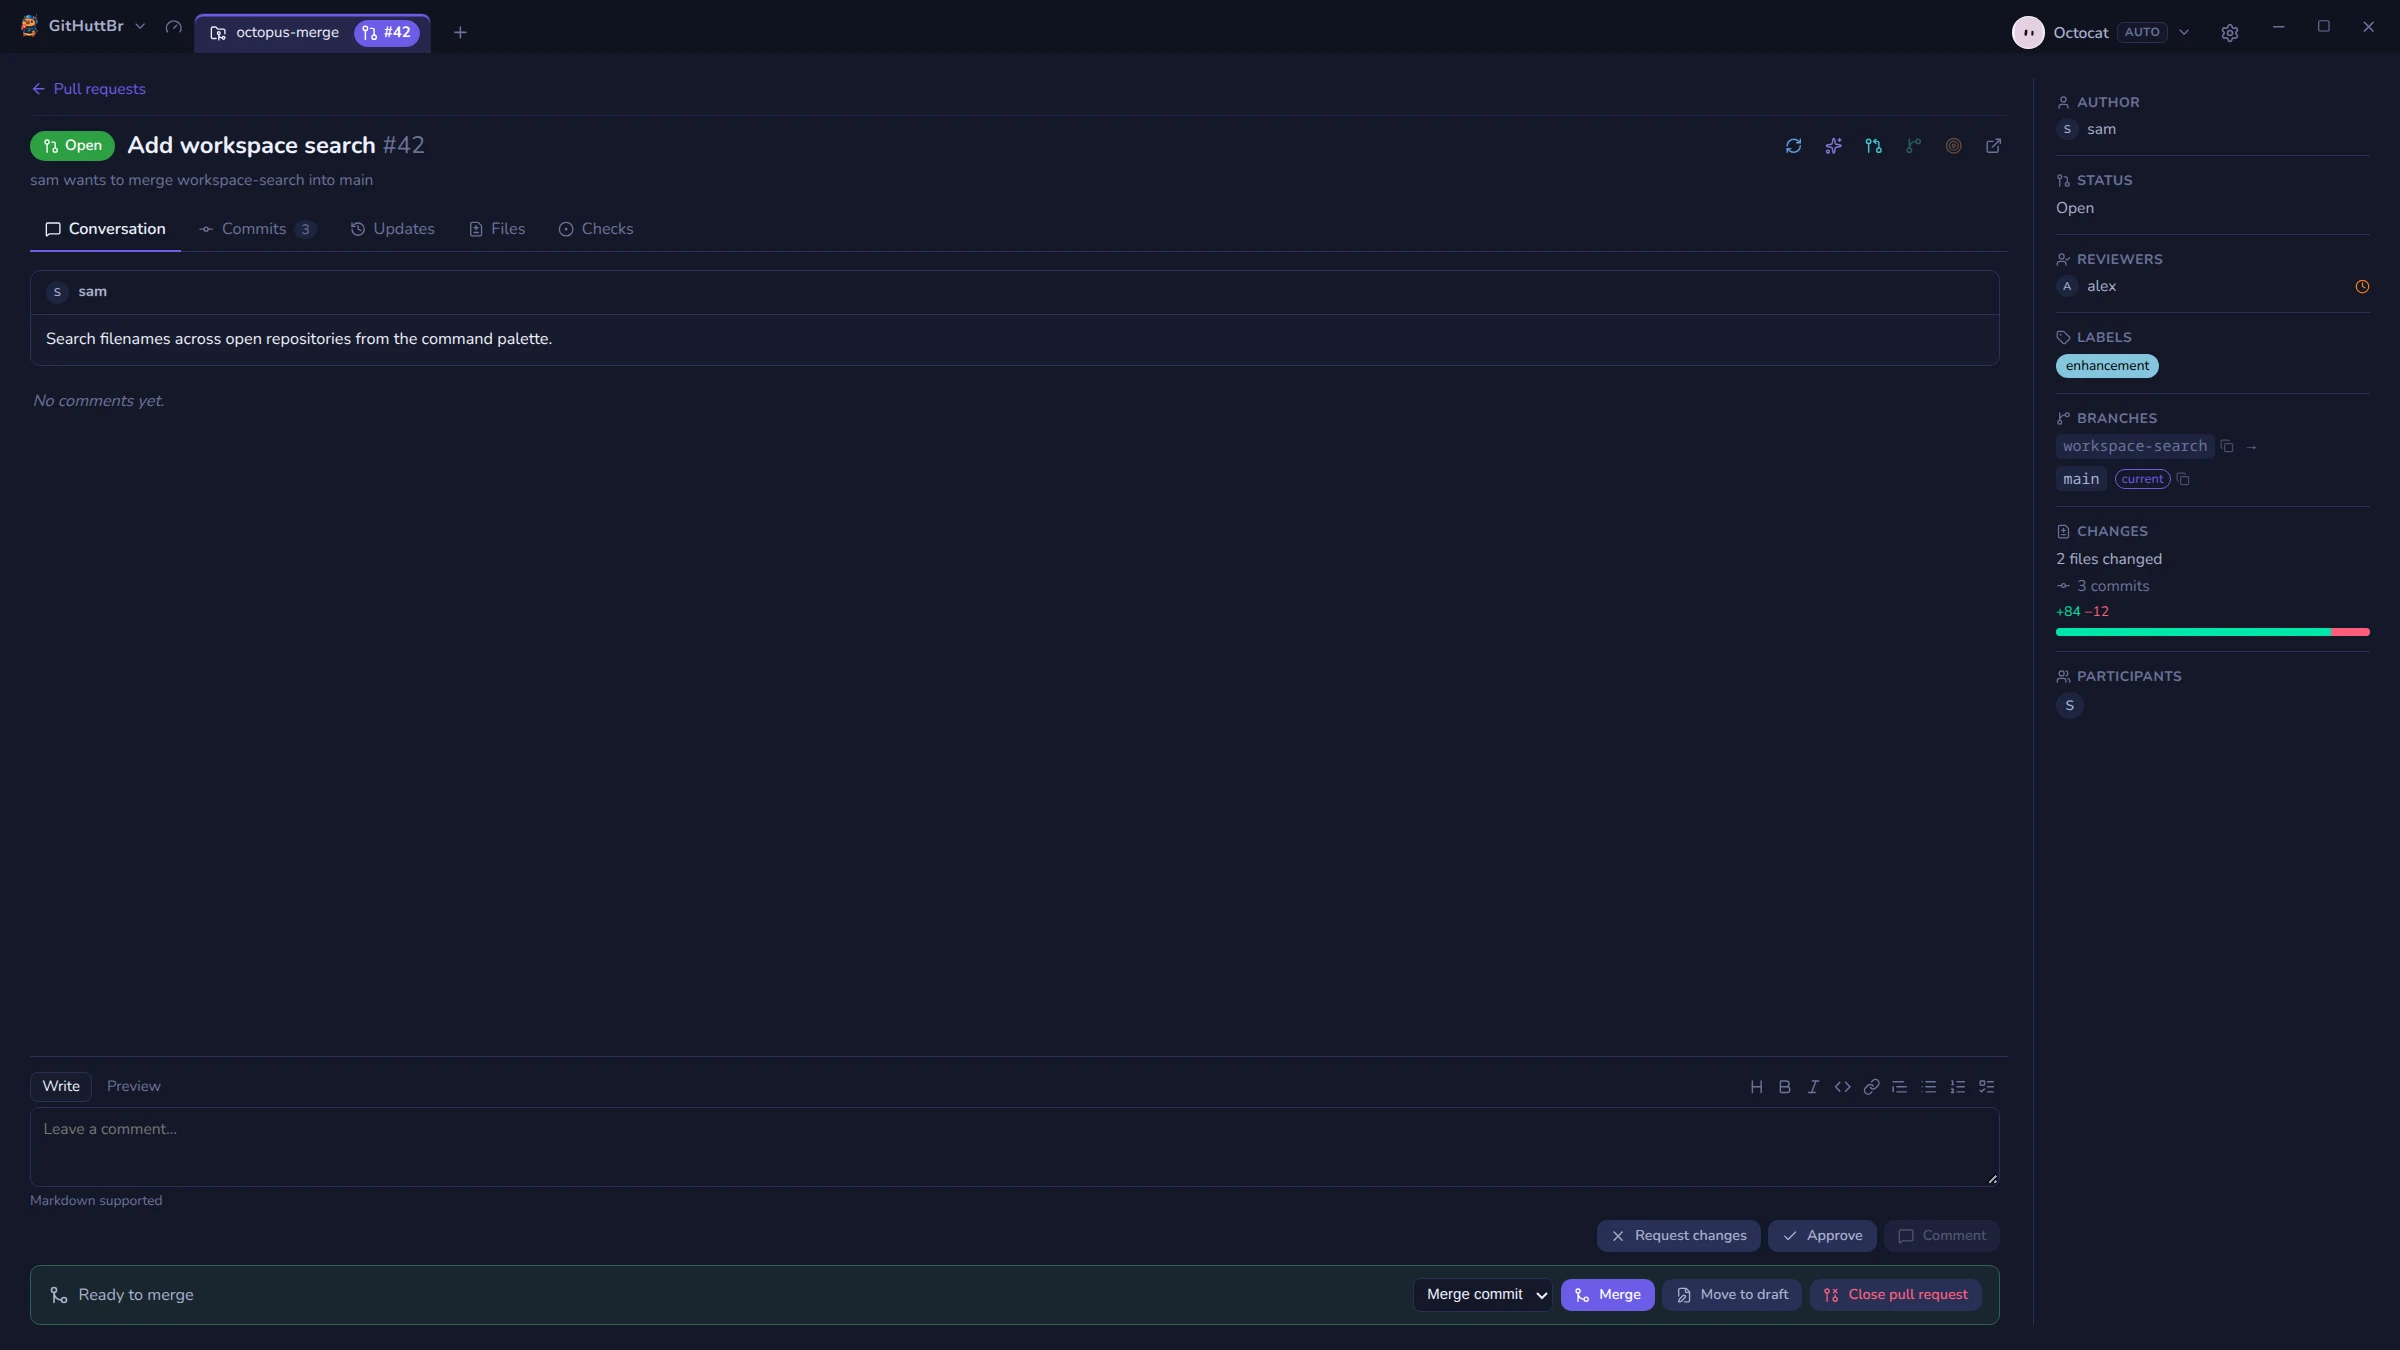 GitHuttBr
octopus-merge #42
Octocat AUTO
Pull requests
Open Add workspace search #42
sam wants to merge workspace-search into main
Conversation Commits 3 Updates Files Checks
S sam
Search filenames across open repositories from the command palette.
No comments yet.
Write Preview
Leave a comment...
Markdown supported
Request changes Approve Comment
Ready to merge Merge commit Merge Move to draft Close pull request
AUTHOR
S sam
STATUS
Open
REVIEWERS
A alex
LABELS
enhancement
BRANCHES
workspace-search →
main current
CHANGES
2 files changed
3 commits
+84 −12
PARTICIPANTS
S